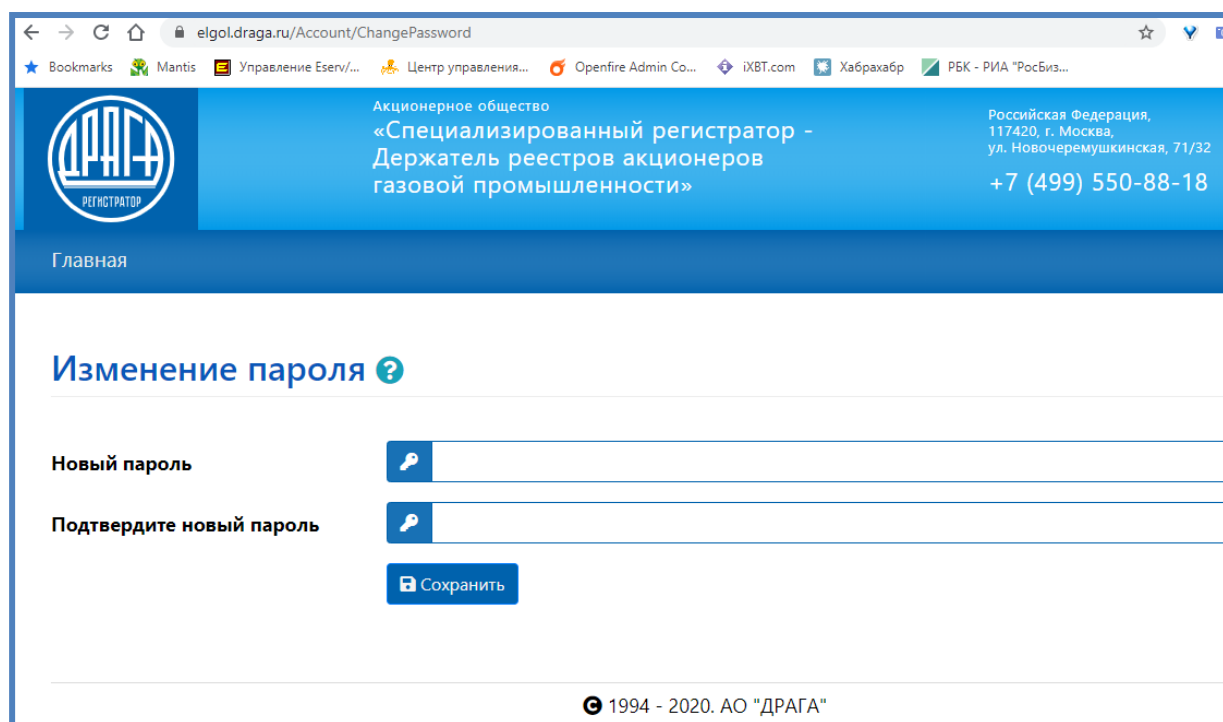 elgol.draga.ru/Account/ChangePassword
Bookmarks Mantis Управление Eserv/... Центр управления... Openfire Admin Co... iXBT.com Хабрахабр РБК - РИА "РосБиз...
ДРАГА
РЕГИСТРАТОР
Акционерное общество
«Специализированный регистратор -
Держатель реестров акционеров
газовой промышленности»
Российская Федерация,
117420, г. Москва,
ул. Новочеремушкинская, 71/32
+7 (499) 550-88-18
Главная
Изменение пароля ?
Новый пароль
Подтвердите новый пароль
Сохранить
© 1994 - 2020. АО "ДРАГА"